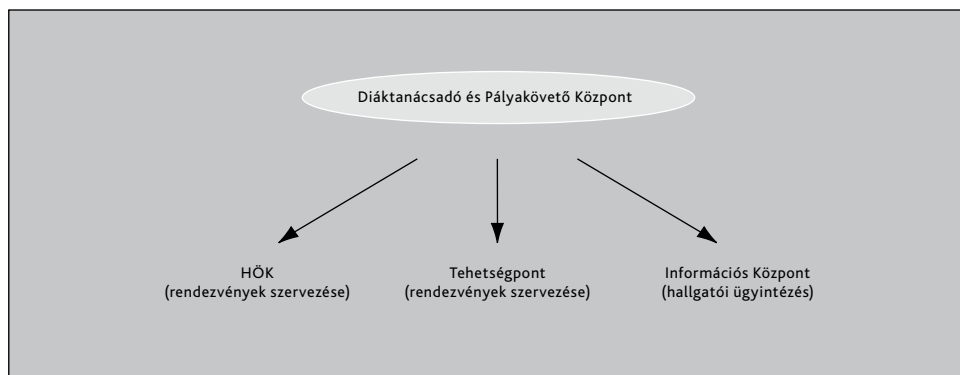 Diáktanácsadó és Pályakövető Központ
HÖK
(rendezvények szervezése)
Tehetségpont
(rendezvények szervezése)
Információs Központ
(hallgatói ügyintézés)